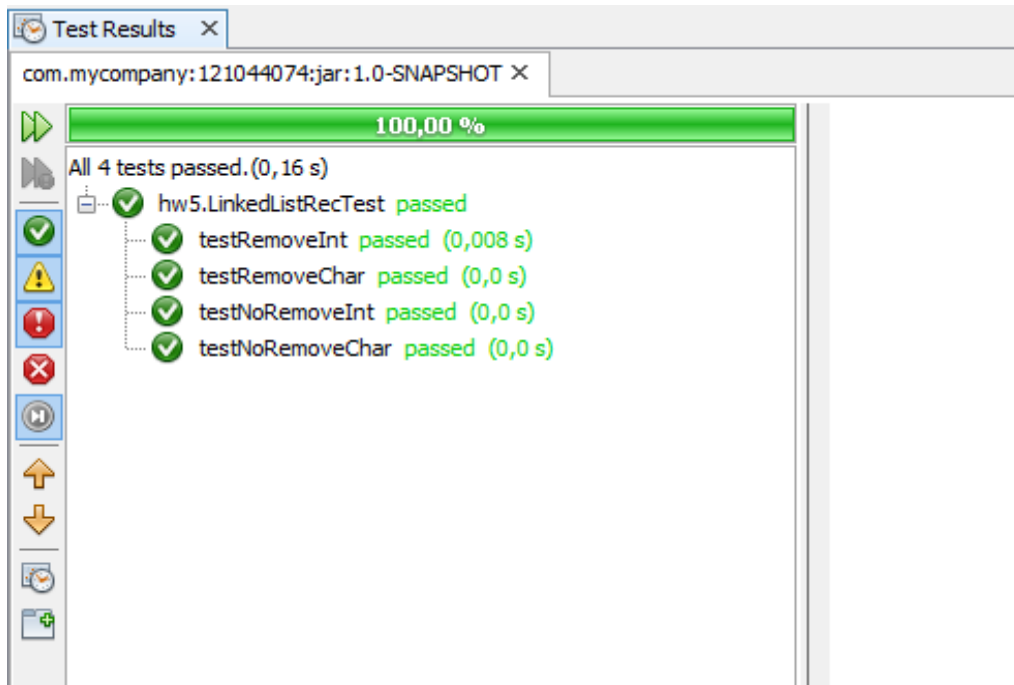 Test Results
com.mycompany:121044074:jar:1.0-SNAPSHOT
100,00 %
All 4 tests passed.(0,16 s)
hw5.LinkedListRecTest passed
testRemoveInt passed (0,008 s)
testRemoveChar passed (0,0 s)
testNoRemoveInt passed (0,0 s)
testNoRemoveChar passed (0,0 s)